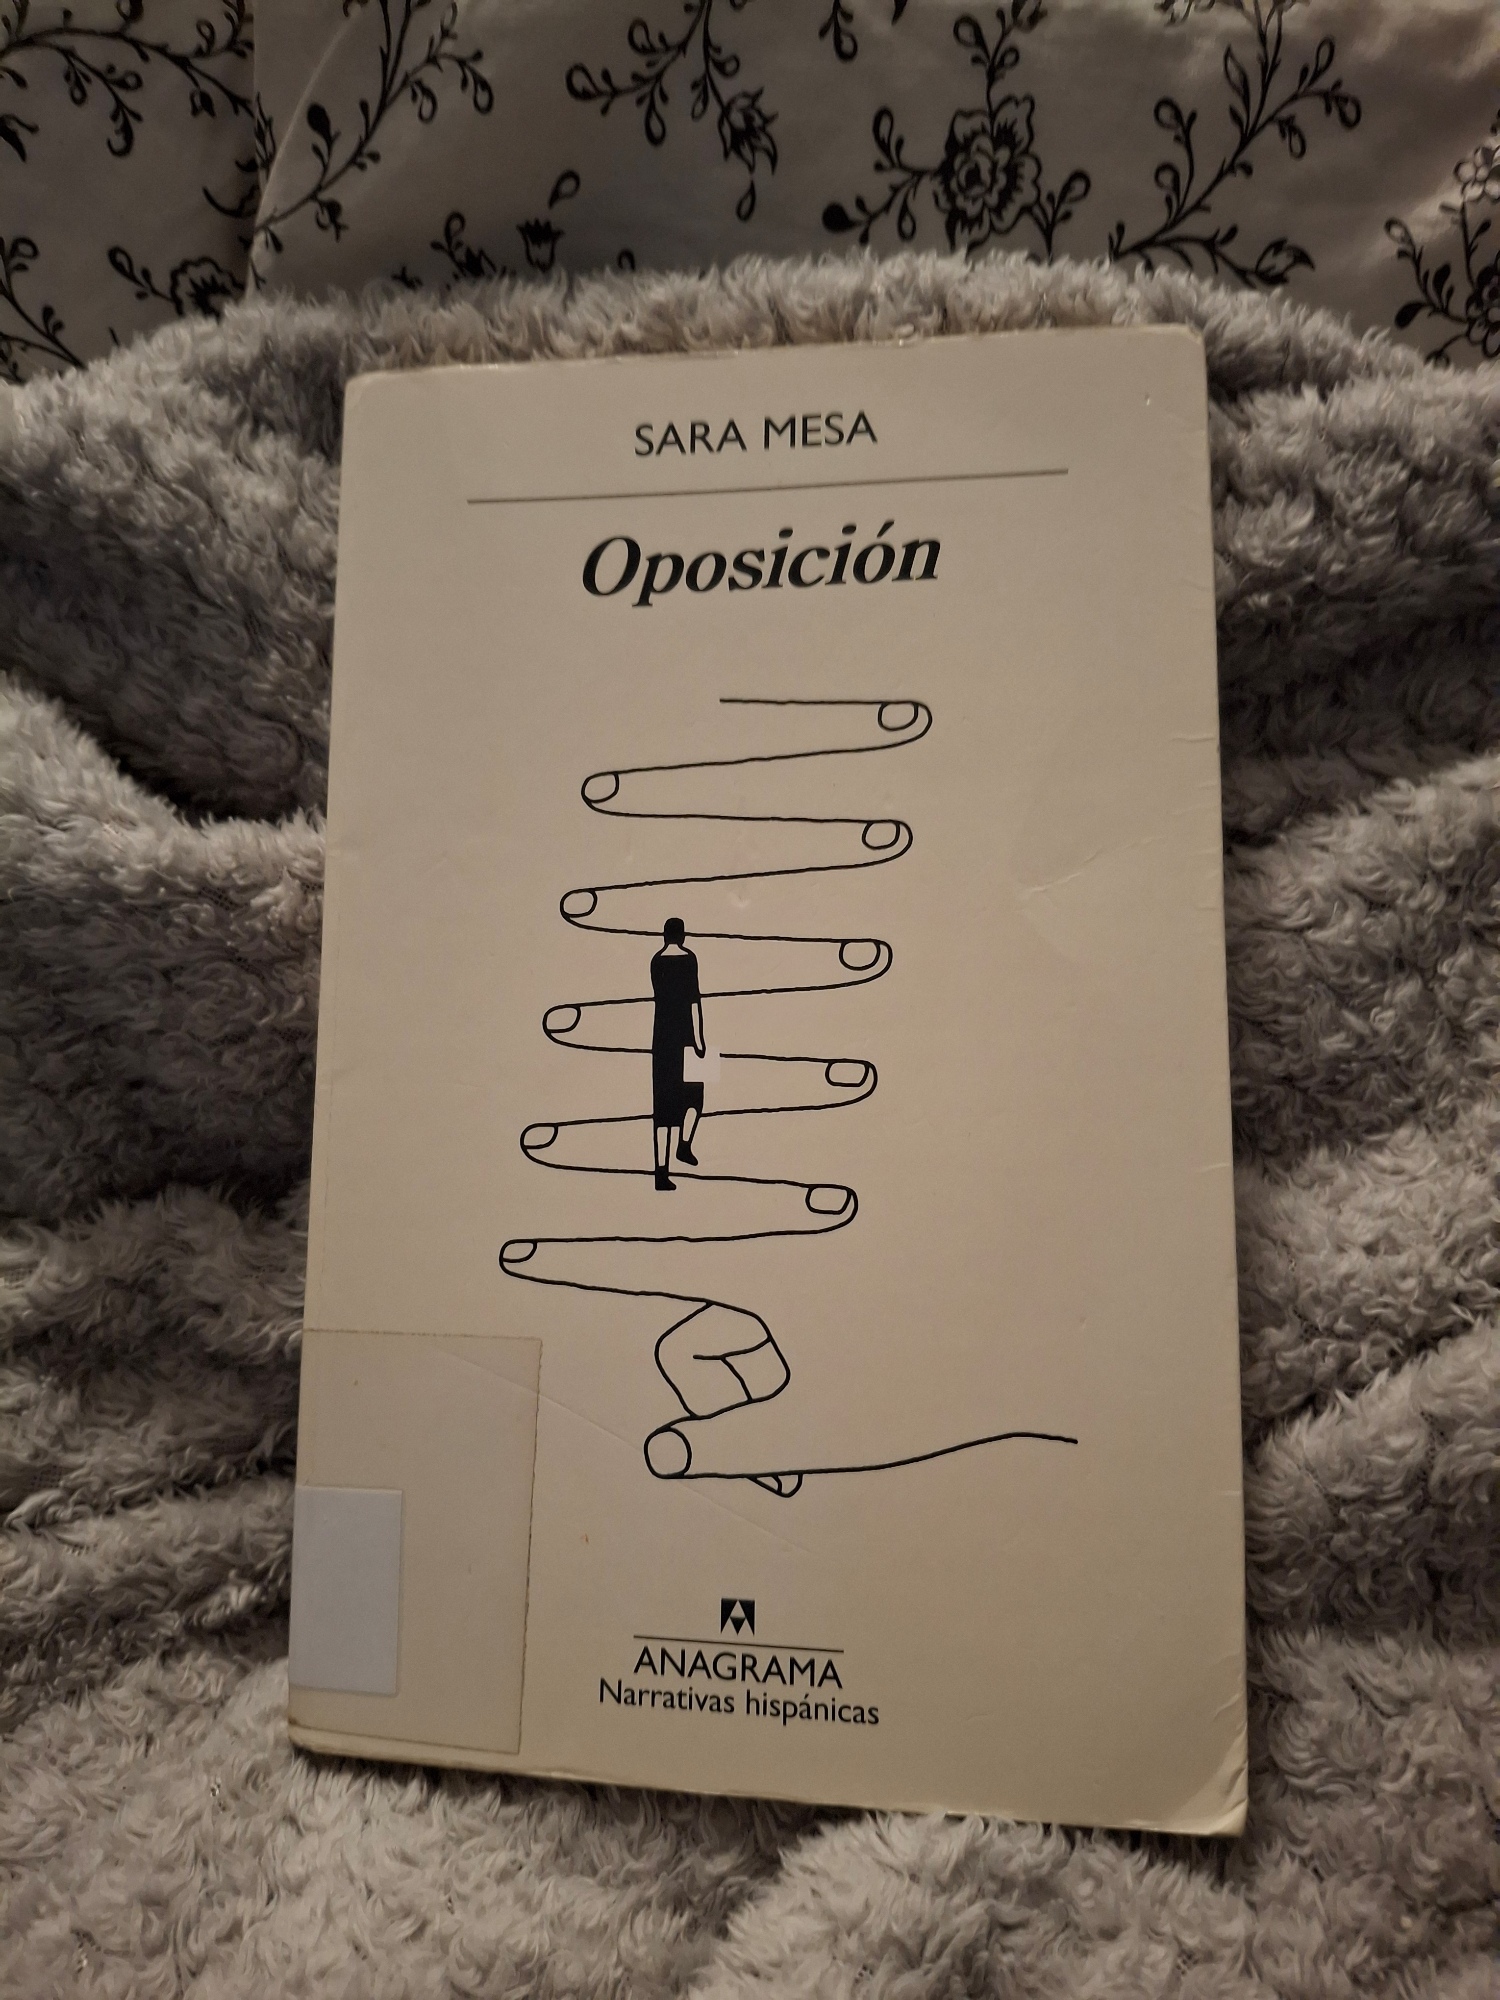 SARA MESA
Oposición
ANAGRAMA
Narrativas hispánicas